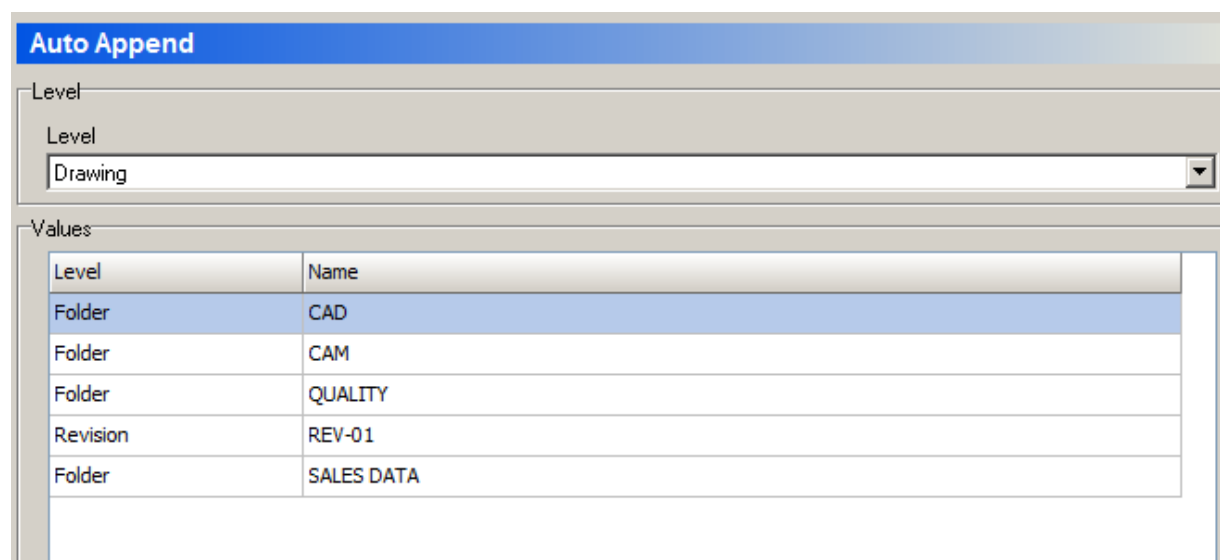 Auto Append
Level
Level
Drawing
Values
Level Name
Folder CAD
Folder CAM
Folder QUALITY
Revision REV-01
Folder SALES DATA